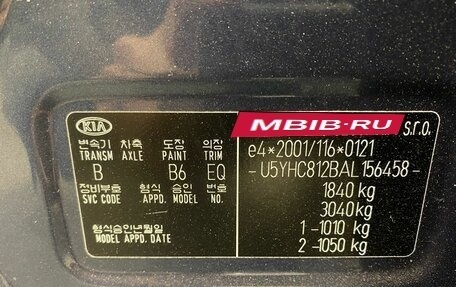 MBIB-RU s.r.o.
KIA
e4*2001/116*0121
변속기 차축 도장 의장
TRANSM AXLE PAINT TRIM
B B6 EQ
- U5YHC812BAL156458 -
정비부호 형식 승인 번호
SVC CODE APPD. MODEL NO.
1840 kg
3040 kg
1 -1010 kg
2 -1050 kg
형식승인년월일
MODEL APPD. DATE